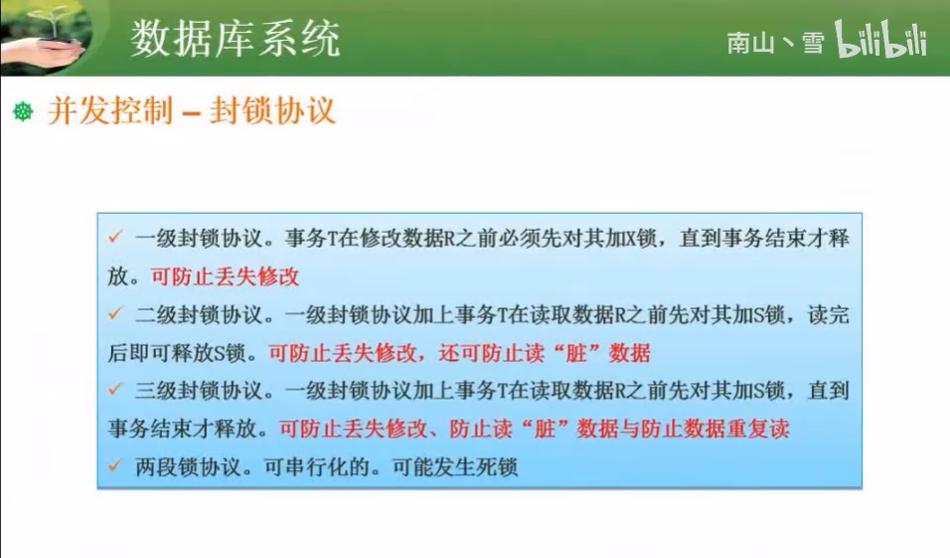 数据库系统
南山丶雪 bilibili
并发控制 – 封锁协议
✓ 一级封锁协议。事务T在修改数据R之前必须先对其加X锁，直到事务结束才释
放。可防止丢失修改
✓ 二级封锁协议。一级封锁协议加上事务T在读取数据R之前先对其加S锁，读完
后即可释放S锁。可防止丢失修改，还可防止读“脏”数据
✓ 三级封锁协议。一级封锁协议加上事务T在读取数据R之前先对其加S锁，直到
事务结束才释放。可防止丢失修改、防止读“脏”数据与防止数据重复读
✓ 两段锁协议。可串行化的。可能发生死锁